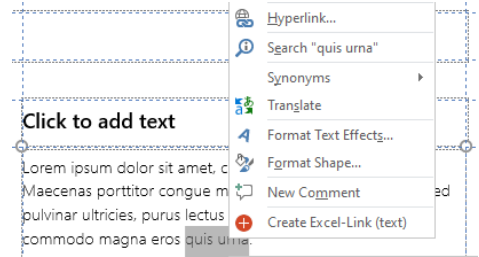 Hyperlink...
Search "quis urna"
Synonyms
Translate
Click to add text
Format Text Effects...
Format Shape...
Lorem ipsum dolor sit amet, c
Maecenas porttitor congue m ed
New Comment
pulvinar ultricies, purus lectus
Create Excel-Link (text)
commodo magna eros quis urna.